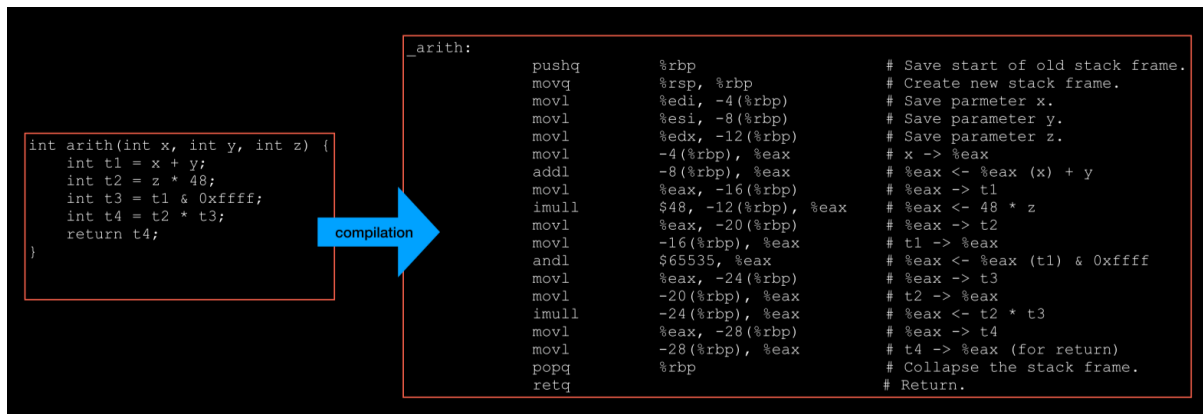 int arith(int x, int y, int z) {
int t1 = x + y;
int t2 = z * 48;
int t3 = t1 & 0xffff;
int t4 = t2 * t3;
return t4;
}
compilation
_arith:
pushq %rbp # Save start of old stack frame.
movq %rsp, %rbp # Create new stack frame.
movl %edi, -4(%rbp) # Save parmeter x.
movl %esi, -8(%rbp) # Save parameter y.
movl %edx, -12(%rbp) # Save parameter z.
movl -4(%rbp), %eax # x -> %eax
addl -8(%rbp), %eax # %eax <- %eax (x) + y
movl %eax, -16(%rbp) # %eax -> t1
imull $48, -12(%rbp), %eax # %eax <- 48 * z
movl %eax, -20(%rbp) # %eax -> t2
movl -16(%rbp), %eax # t1 -> %eax
andl $65535, %eax # %eax <- %eax (t1) & 0xffff
movl %eax, -24(%rbp) # %eax -> t3
movl -20(%rbp), %eax # t2 -> %eax
imull -24(%rbp), %eax # %eax <- t2 * t3
movl %eax, -28(%rbp) # %eax -> t4
movl -28(%rbp), %eax # t4 -> %eax (for return)
popq %rbp # Collapse the stack frame.
retq # Return.